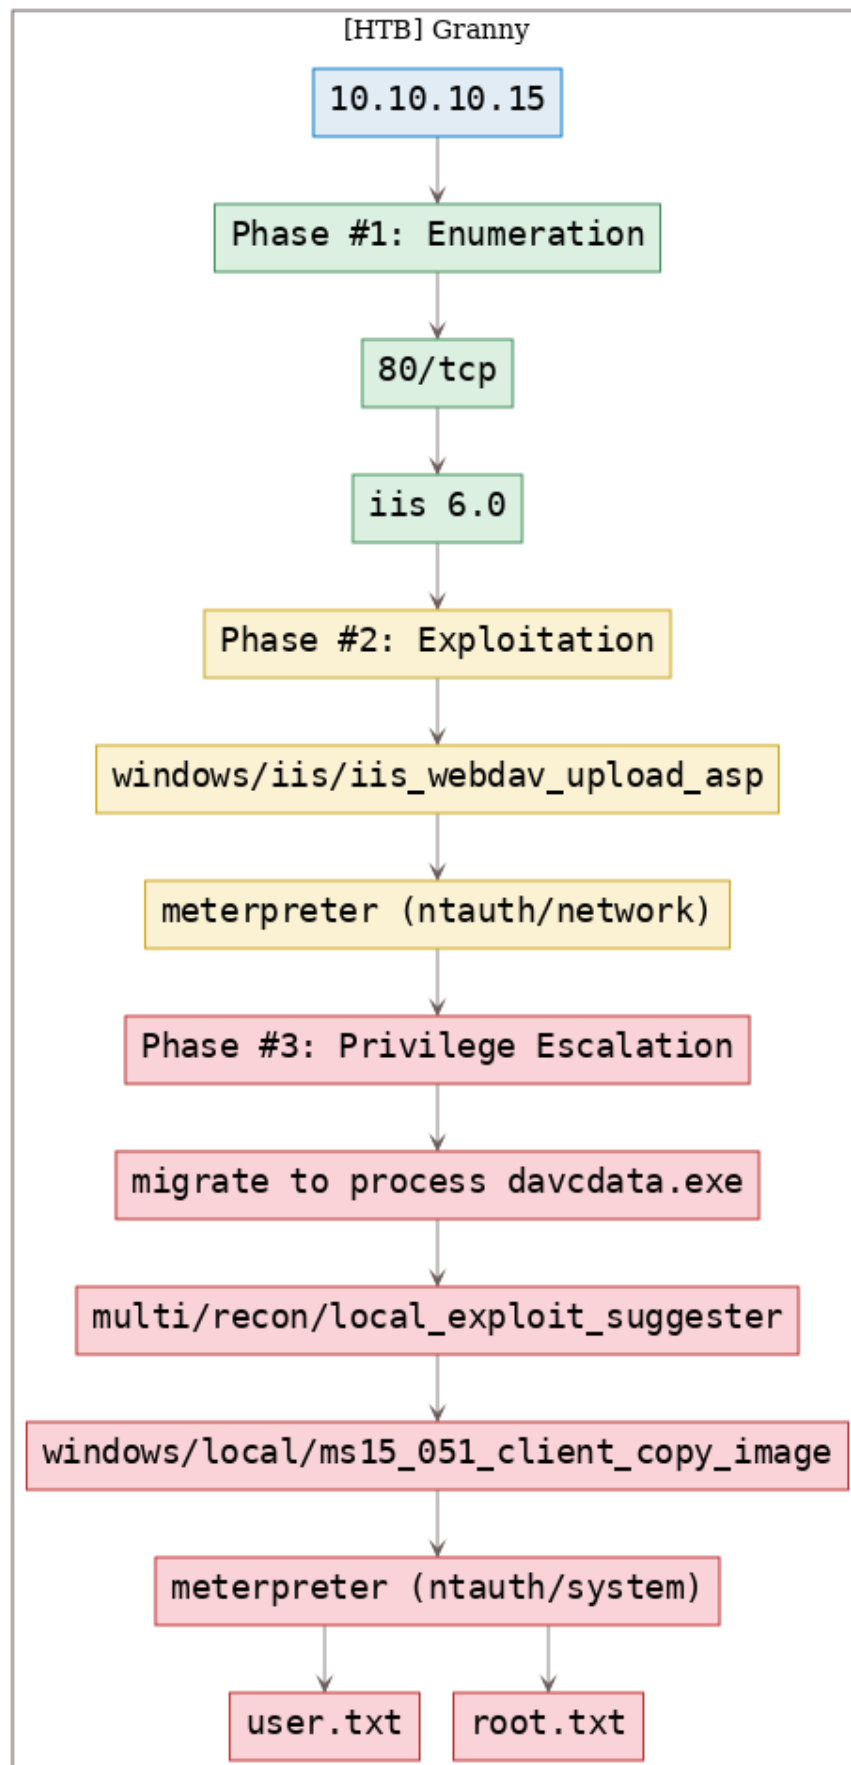 [HTB] Granny
10.10.10.15
Phase #1: Enumeration
80/tcp
iis 6.0
Phase #2: Exploitation
windows/iis/iis_webdav_upload_asp
meterpreter (ntauth/network)
Phase #3: Privilege Escalation
migrate to process davcdata.exe
multi/recon/local_exploit_suggester
windows/local/ms15_051_client_copy_image
meterpreter (ntauth/system)
user.txt
root.txt